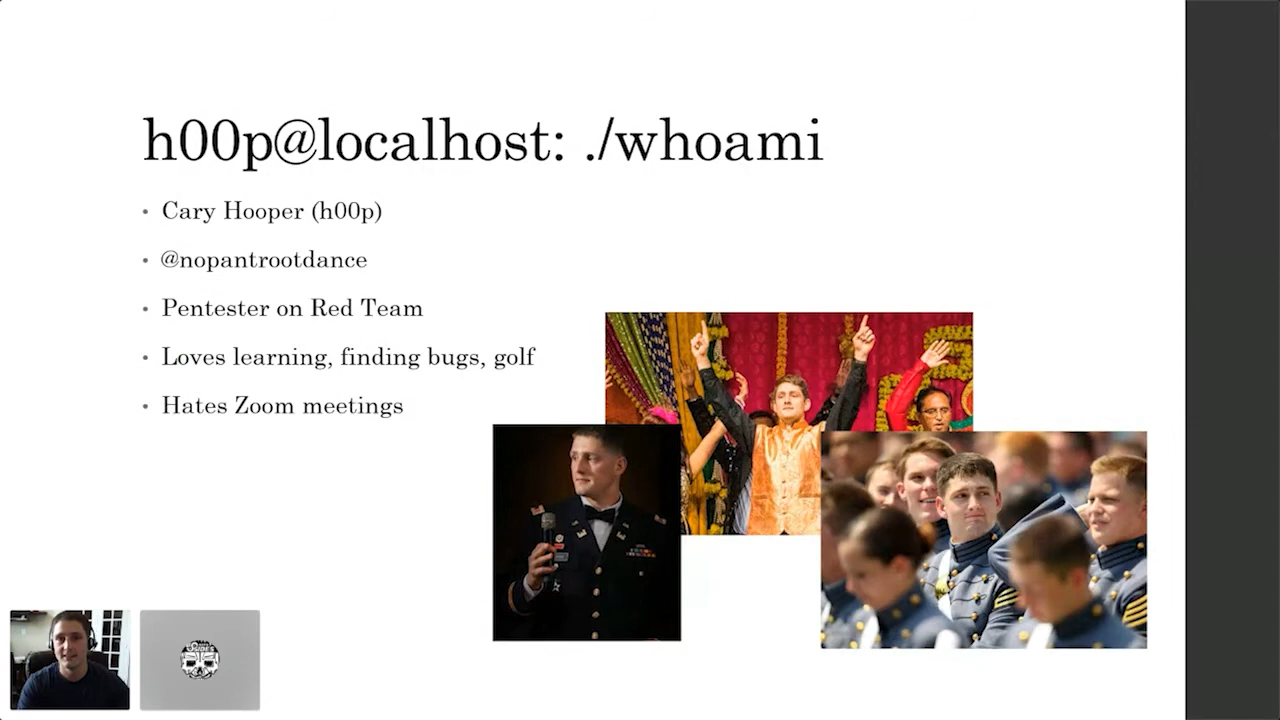 h00p@localhost: ./whoami
Cary Hooper (h00p)
@nopantrootdance
Pentester on Red Team
Loves learning, finding bugs, golf
Hates Zoom meetings